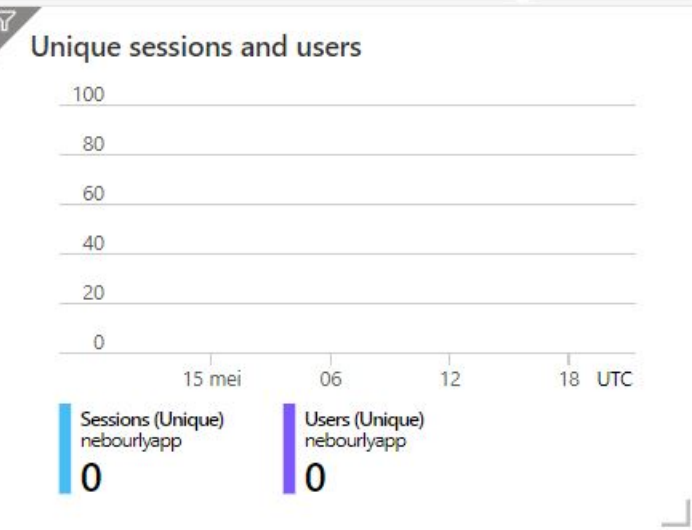 Unique sessions and users
100
80
60
40
20
0
15 mei 06 12 18 UTC
Sessions (Unique) Users (Unique)
nebourlyapp nebourlyapp
0 0